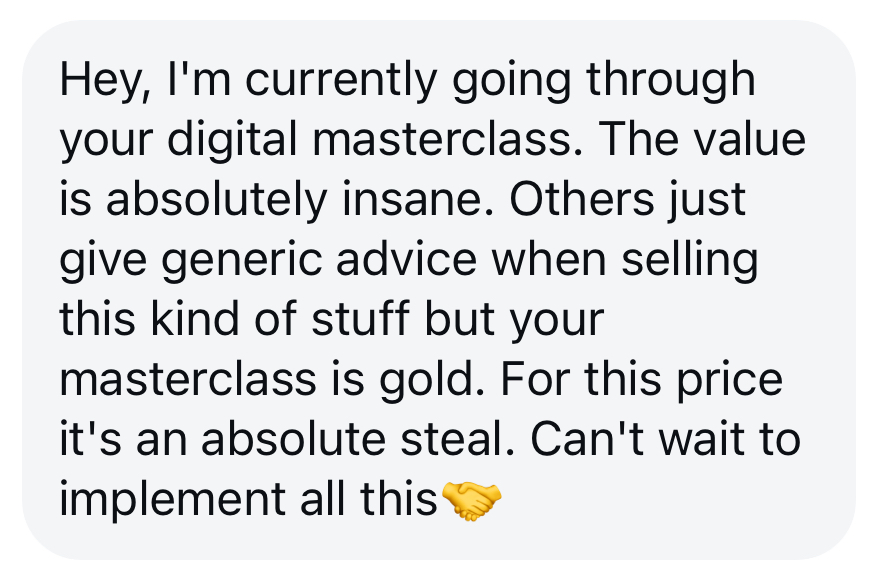 Hey, I'm currently going through
your digital masterclass. The value
is absolutely insane. Others just
give generic advice when selling
this kind of stuff but your
masterclass is gold. For this price
it's an absolute steal. Can't wait to
implement all this🤝